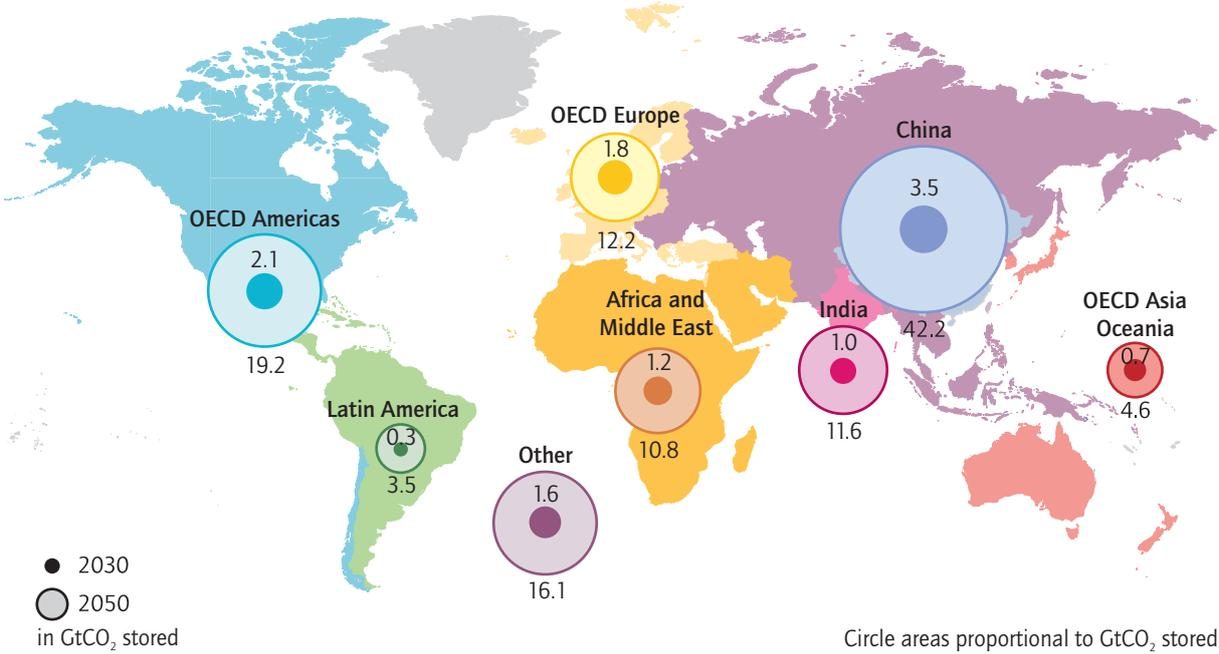 OECD Europe
1.8
12.2
China
3.5
42.2
OECD Americas
2.1
19.2
Africa and
Middle East
1.2
10.8
India
1.0
11.6
OECD Asia
Oceania
0.7
4.6
Latin America
0.3
3.5
Other
1.6
16.1
2030
2050
in GtCO₂ stored
Circle areas proportional to GtCO₂ stored